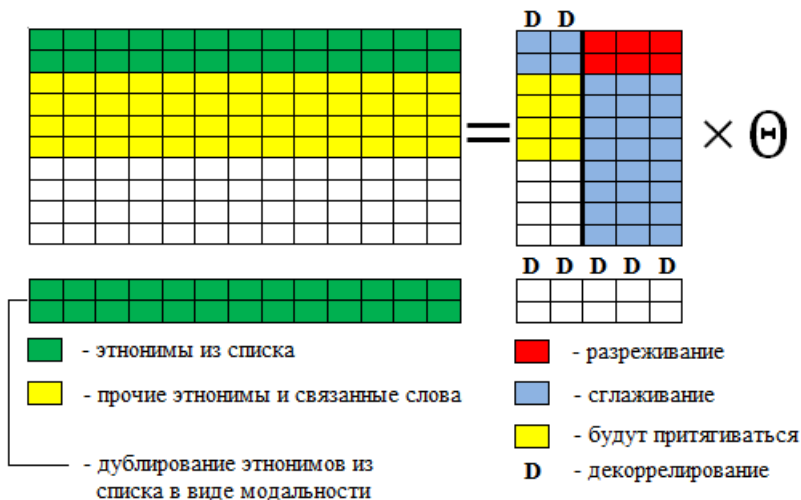 D D
= × Θ
D D D D D
- этнонимы из списка
- разреживание
- прочие этнонимы и связанные слова
- сглаживание
- будут притягиваться
- дублирование этнонимов из
списка в виде модальности
D - декоррелирование